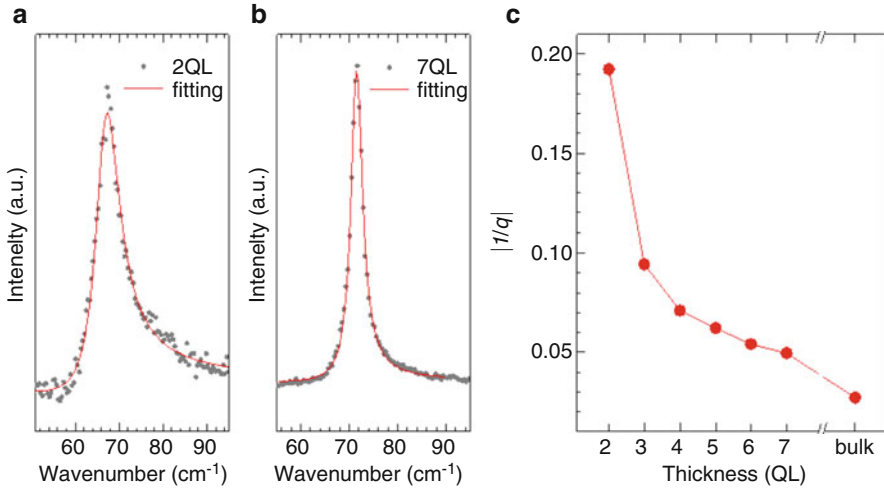 a
2QL
fitting
Intenelty (a.u.)
60 70 80 90
Wavenumber (cm-1)
b
7QL
fitting
Intenelty (a.u.)
60 70 80 90
Wavenumber (cm-1)
c
0.20
0.15
0.10
0.05
|1/q|
2 3 4 5 6 7 bulk
Thickness (QL)